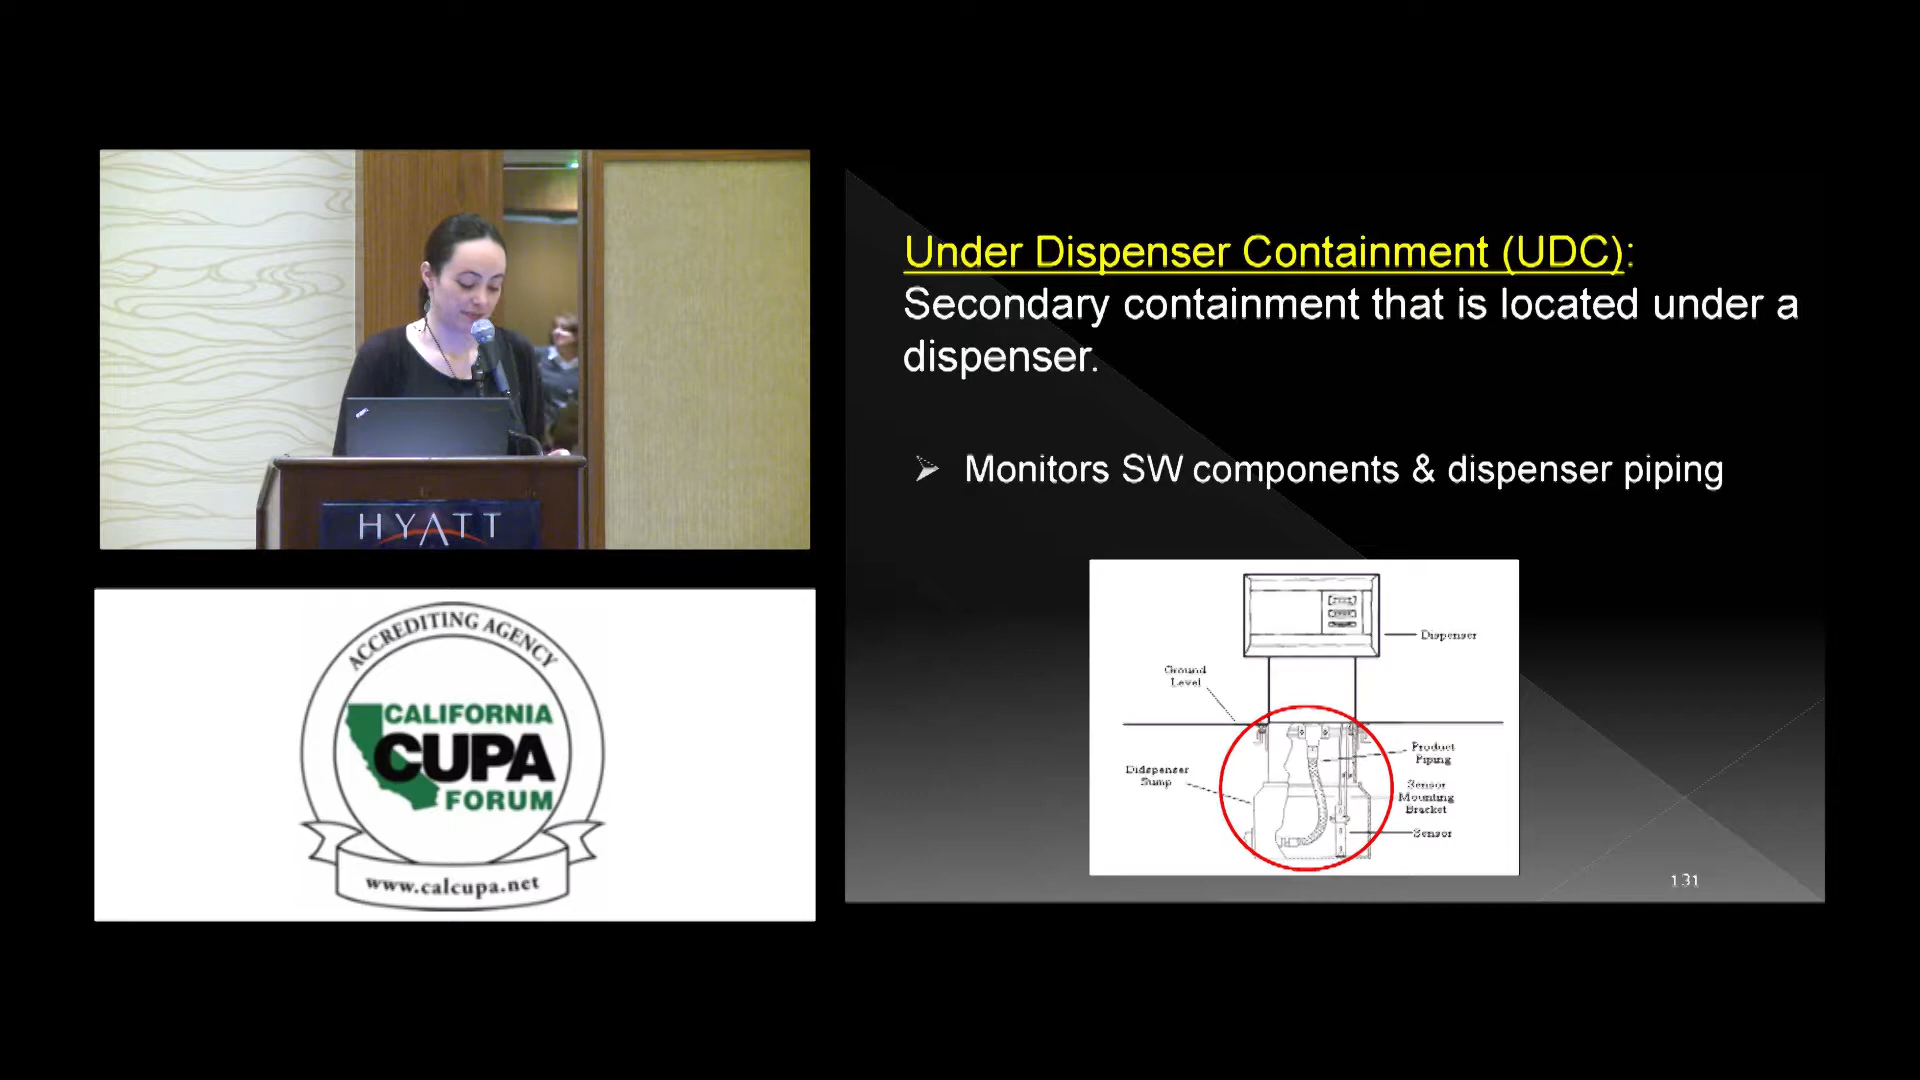 HYATT
ACCREDITING AGENCY
CALIFORNIA
CUPA
FORUM
www.calcupa.net
Under Dispenser Containment (UDC):
Secondary containment that is located under a
dispenser.
Monitors SW components & dispenser piping
Dispenser
Ground
Level
Product
Piping
Didspenser
Sump
Sensor
Mounting
Bracket
Sensor
131